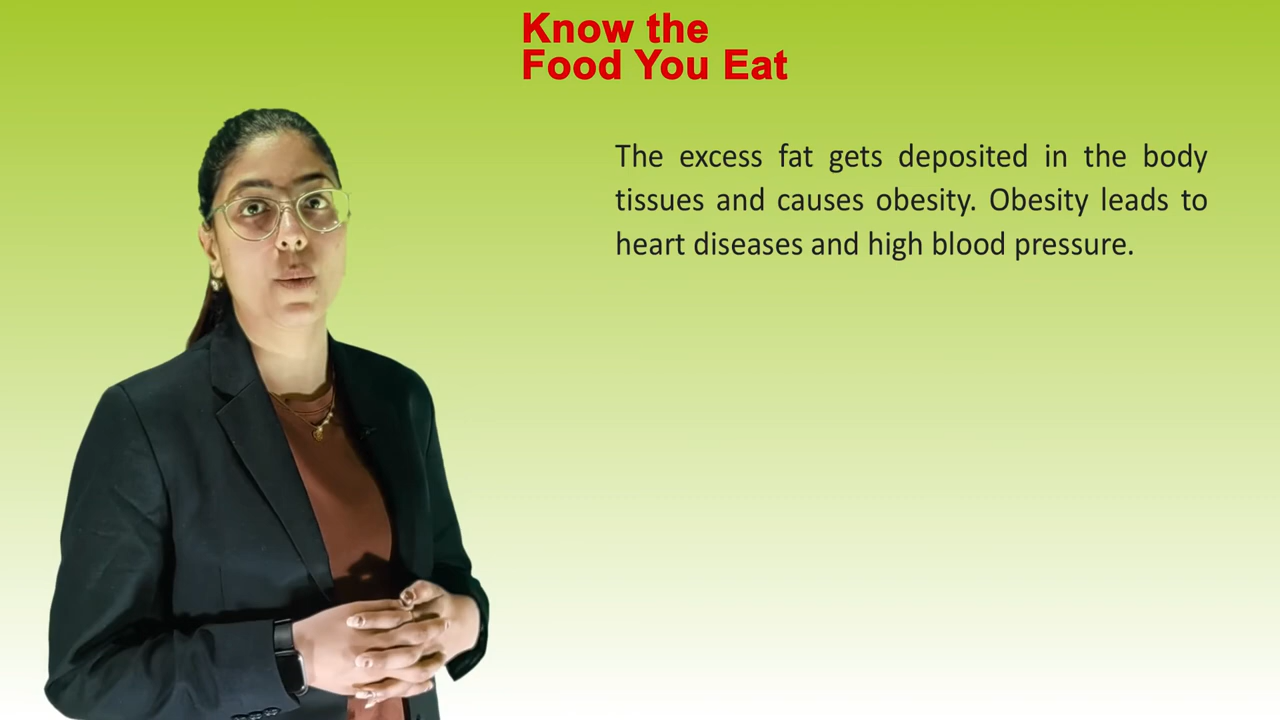 Know the
Food You Eat
The excess fat gets deposited in the body
tissues and causes obesity. Obesity leads to
heart diseases and high blood pressure.